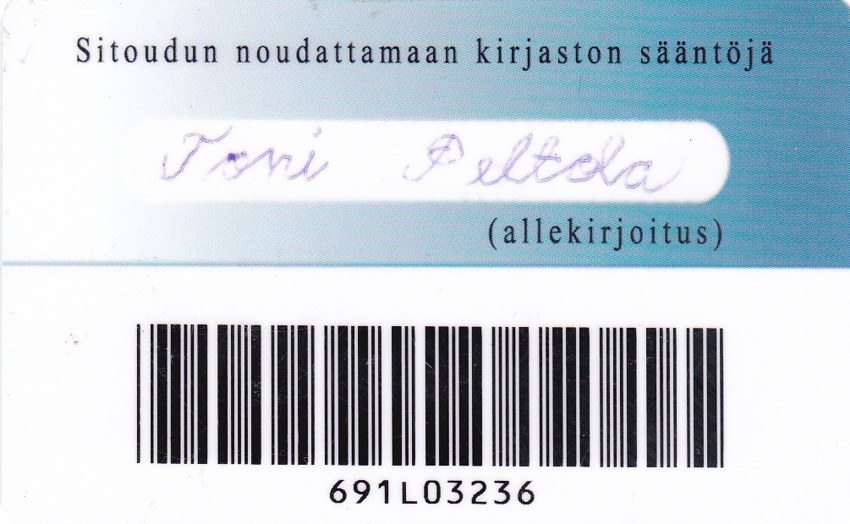 Sitoudun noudattamaan kirjaston sääntöjä
Toni Peltola
(allekirjoitus)
691L03236